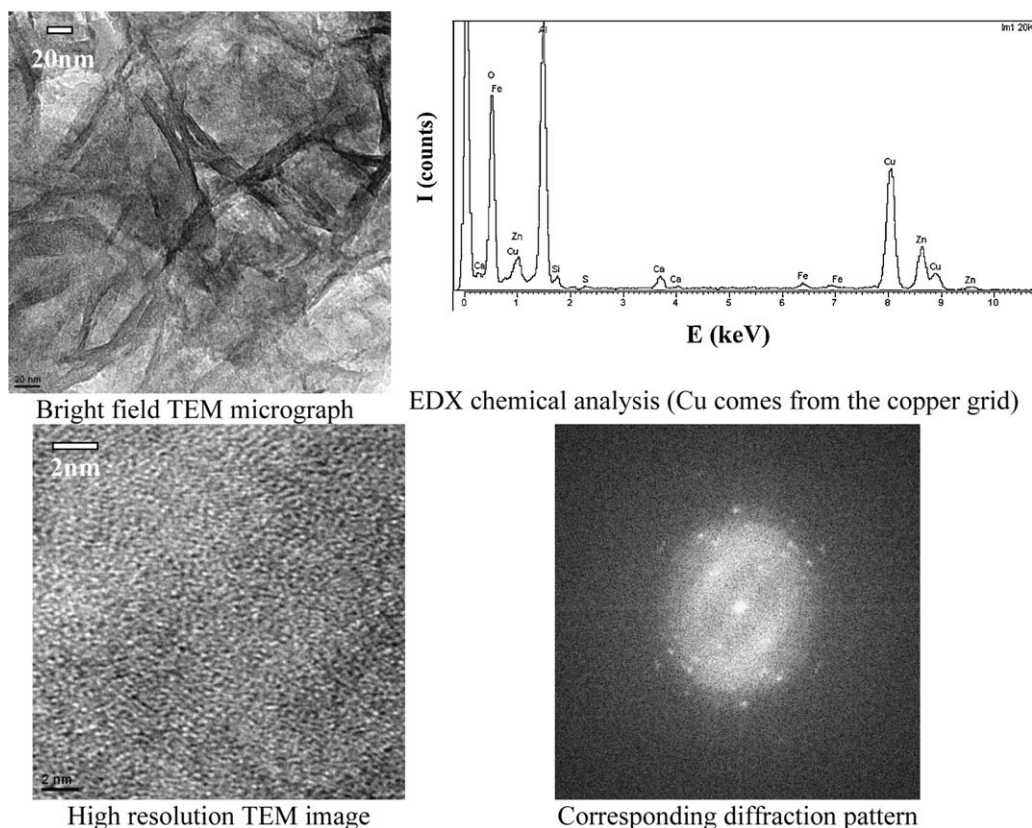 20nm
20 nm
Bright field TEM micrograph
Im1 20K
I (counts)
O
Fe
Al
Ca
Cu
Zn
Si
S
Ca
Ca
Fe
Fe
Cu
Zn
Cu
Zn
0 1 2 3 4 5 6 7 8 9 10
E (keV)
EDX chemical analysis (Cu comes from the copper grid)
2nm
2 nm
High resolution TEM image
Corresponding diffraction pattern